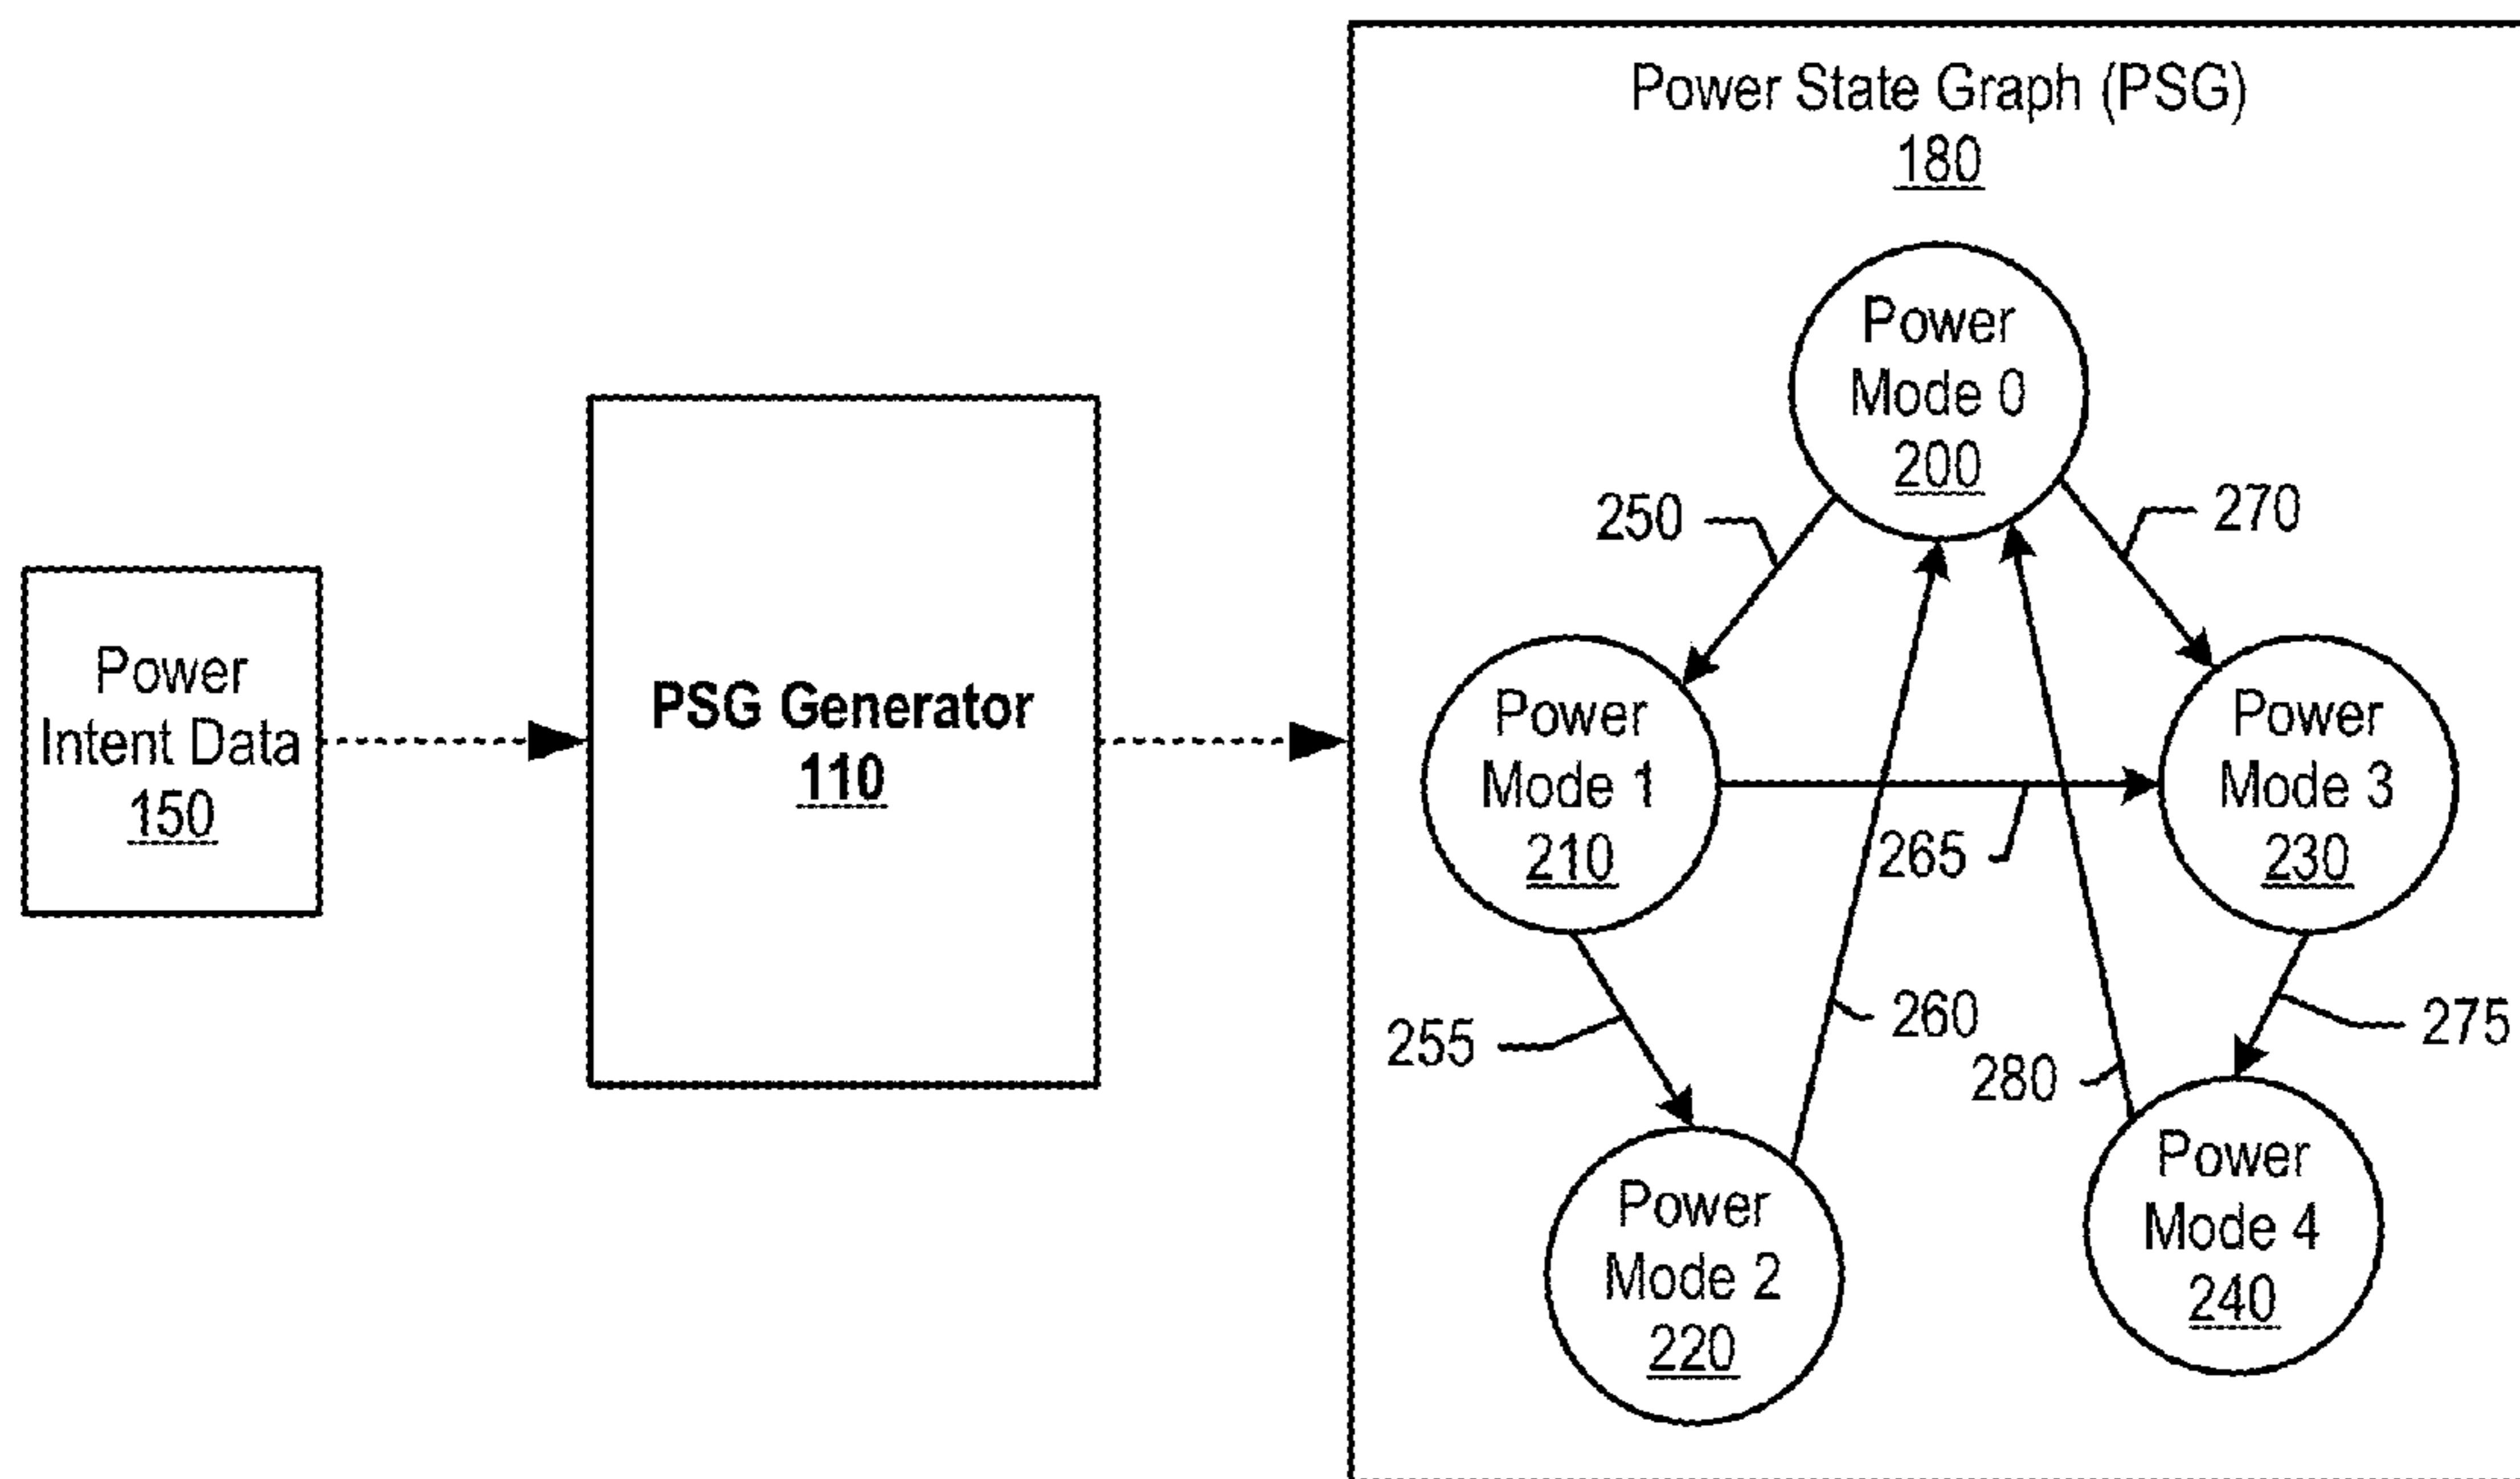 Power State Graph (PSG)
180
Power
Mode 0
200
250
270
Power
Intent Data
150
PSG Generator
110
Power
Mode 1
210
265
Power
Mode 3
230
255
260
280
275
Power
Mode 2
220
Power
Mode 4
240